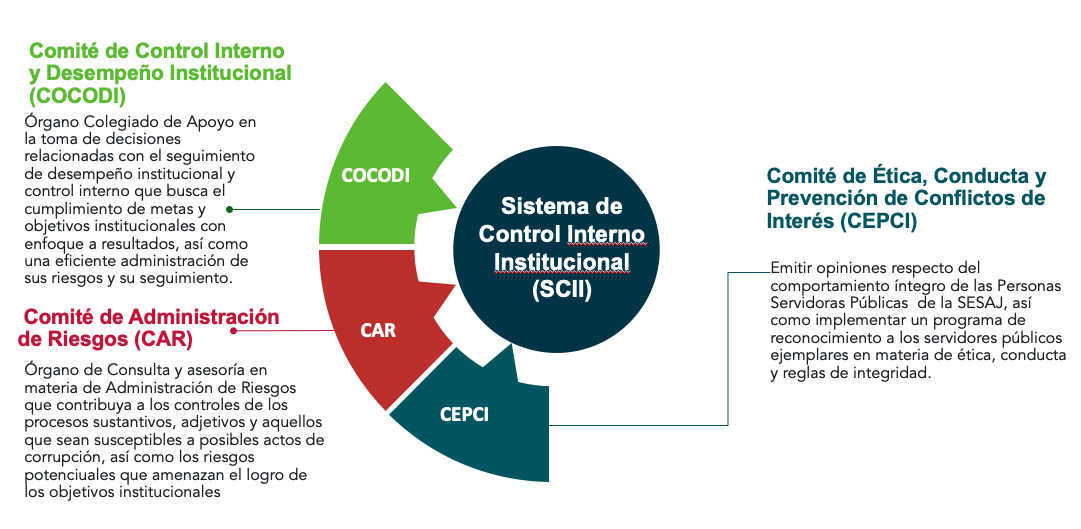 Comité de Control Interno
y Desempeño Institucional
(COCODI)
Órgano Colegiado de Apoyo en
la toma de decisiones
relacionadas con el seguimiento
de desempeño institucional y
control interno que busca el
cumplimiento de metas y
objetivos institucionales con
enfoque a resultados, así como
una eficiente administración de
sus riesgos y su seguimiento.
Comité de Administración
de Riesgos (CAR)
Órgano de Consulta y asesoría en
materia de Administración de Riesgos
que contribuya a los controles de los
procesos sustantivos, adjetivos y aquellos
que sean susceptibles a posibles actos de
corrupción, así como los riesgos
potenciuales que amenazan el logro de
los objetivos institucionales
COCODI
CAR
CEPCI
Sistema de
Control Interno
Institucional
(SCII)
Comité de Ética, Conducta y
Prevención de Conflictos de
Interés (CEPCI)
Emitir opiniones respecto del
comportamiento íntegro de las Personas
Servidoras Públicas de la SESAJ, así
como implementar un programa de
reconocimiento a los servidores públicos
ejemplares en materia de ética, conducta
y reglas de integridad.